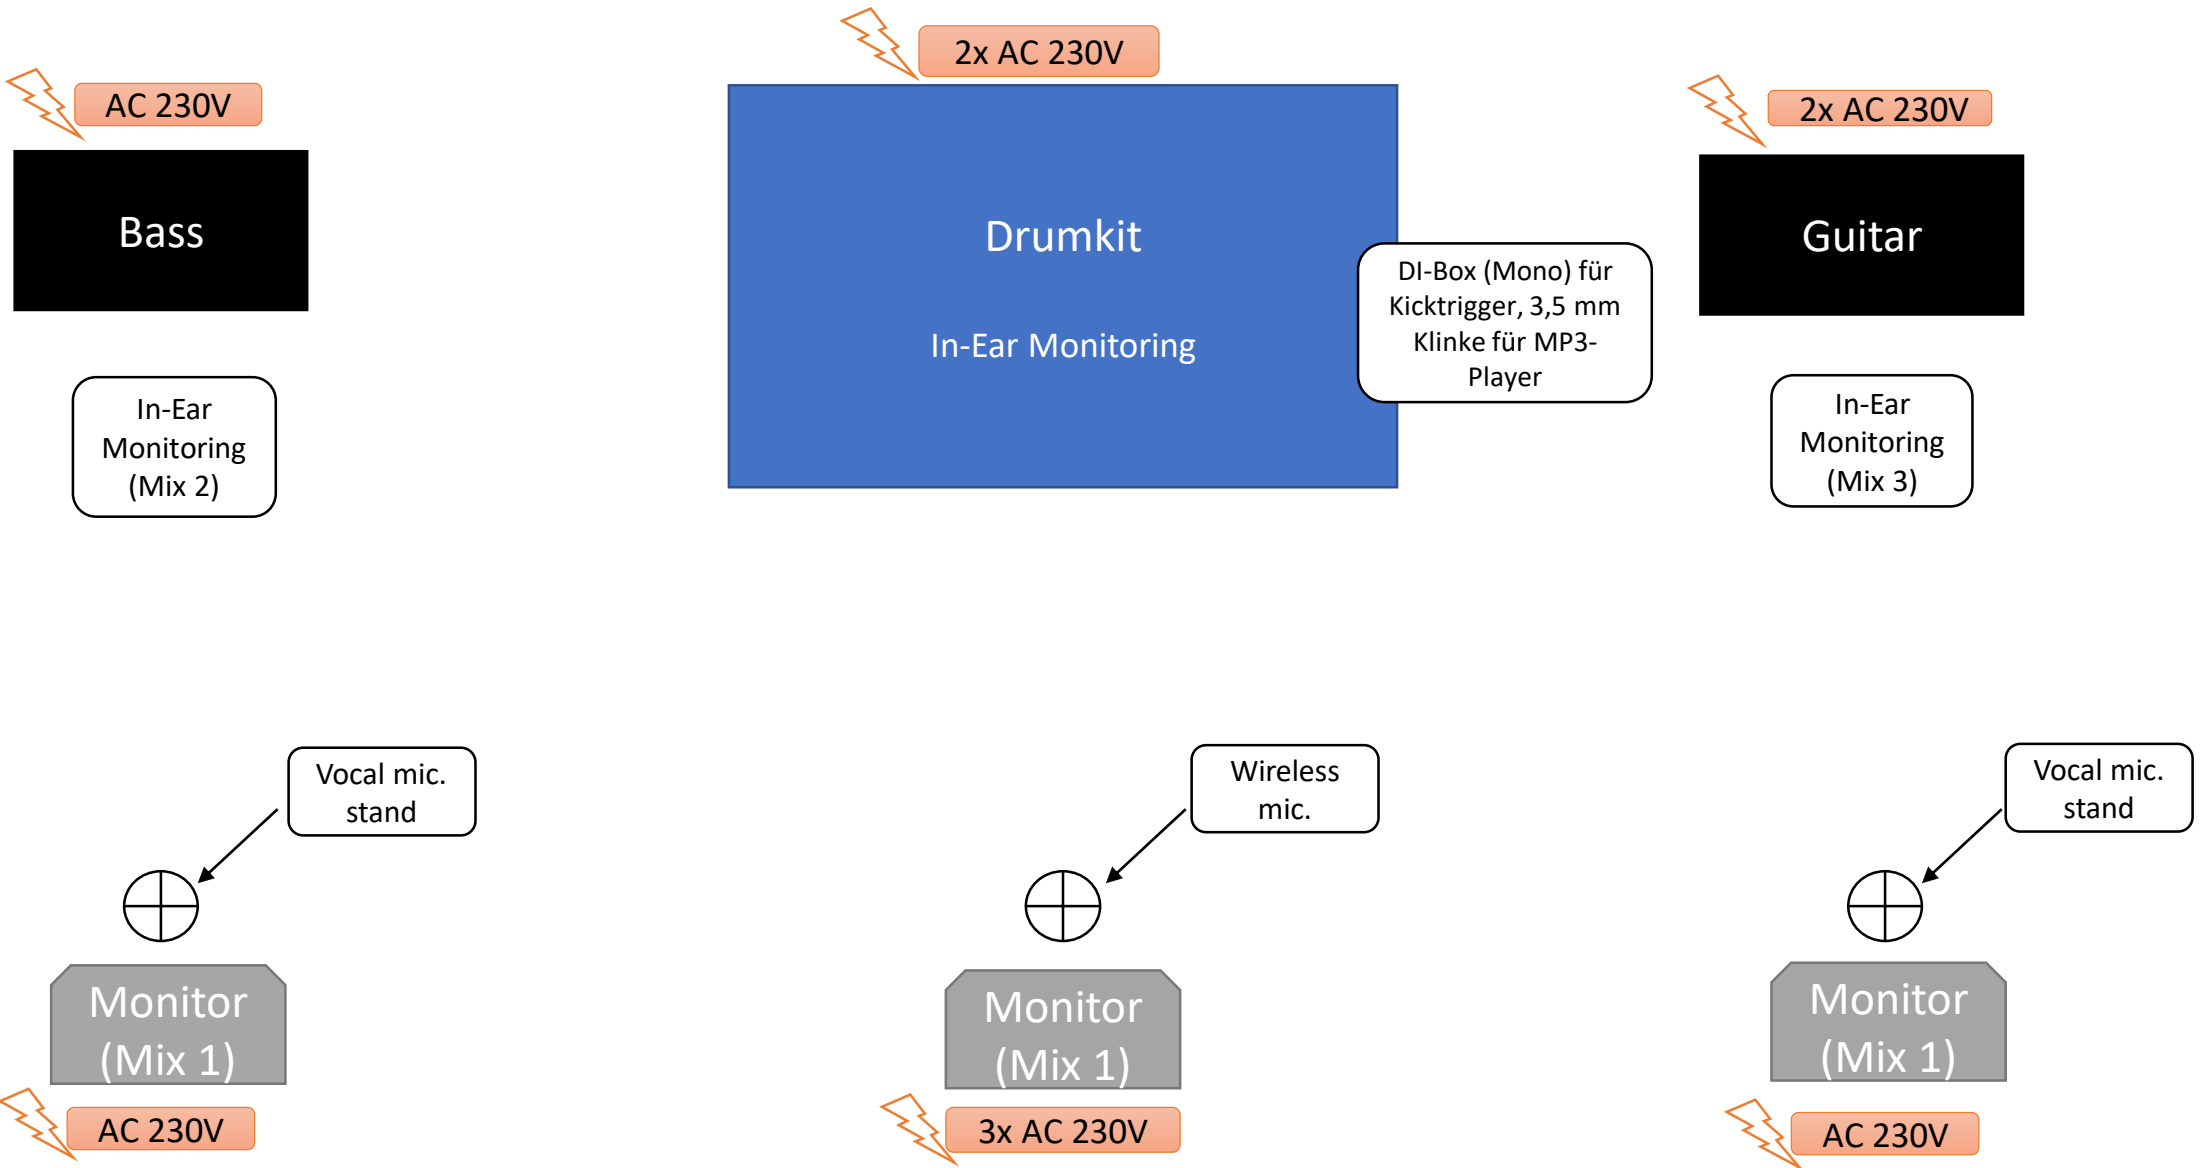 2x AC 230V
AC 230V
2x AC 230V
Bass
Drumkit
Guitar
In-Ear Monitoring
DI-Box (Mono) für
Kicktrigger, 3,5 mm
Klinke für MP3-
Player
In-Ear
Monitoring
(Mix 2)
In-Ear
Monitoring
(Mix 3)
Vocal mic.
stand
Wireless
mic.
Vocal mic.
stand
Monitor
(Mix 1)
Monitor
(Mix 1)
Monitor
(Mix 1)
AC 230V
3x AC 230V
AC 230V